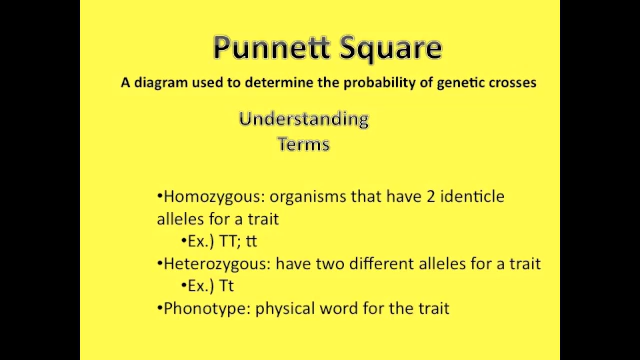 Punnett Square
A diagram used to determine the probability of genetic crosses
Understanding
Terms
•Homozygous: organisms that have 2 identicle
alleles for a trait
•Ex.) TT; tt
•Heterozygous: have two different alleles for a trait
•Ex.) Tt
•Phonotype: physical word for the trait